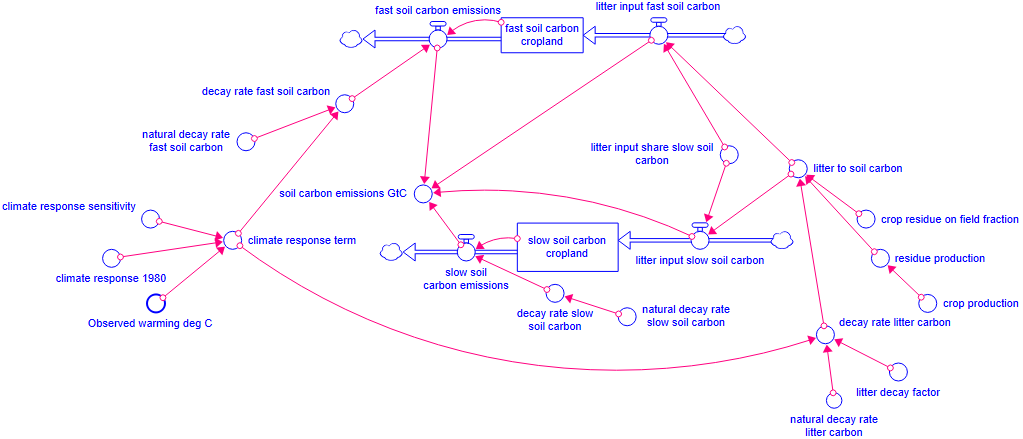 fast soil carbon emissions
litter input fast soil carbon
fast soil carbon
cropland
decay rate fast soil carbon
natural decay rate
fast soil carbon
litter input share slow soil
carbon
litter to soil carbon
soil carbon emissions GtC
climate response sensitivity
crop residue on field fraction
climate response term
slow soil carbon
cropland
litter input slow soil carbon
residue production
climate response 1980
slow soil
carbon emissions
crop production
Observed warming deg C
decay rate slow
soil carbon
natural decay rate
slow soil carbon
decay rate litter carbon
litter decay factor
natural decay rate
litter carbon